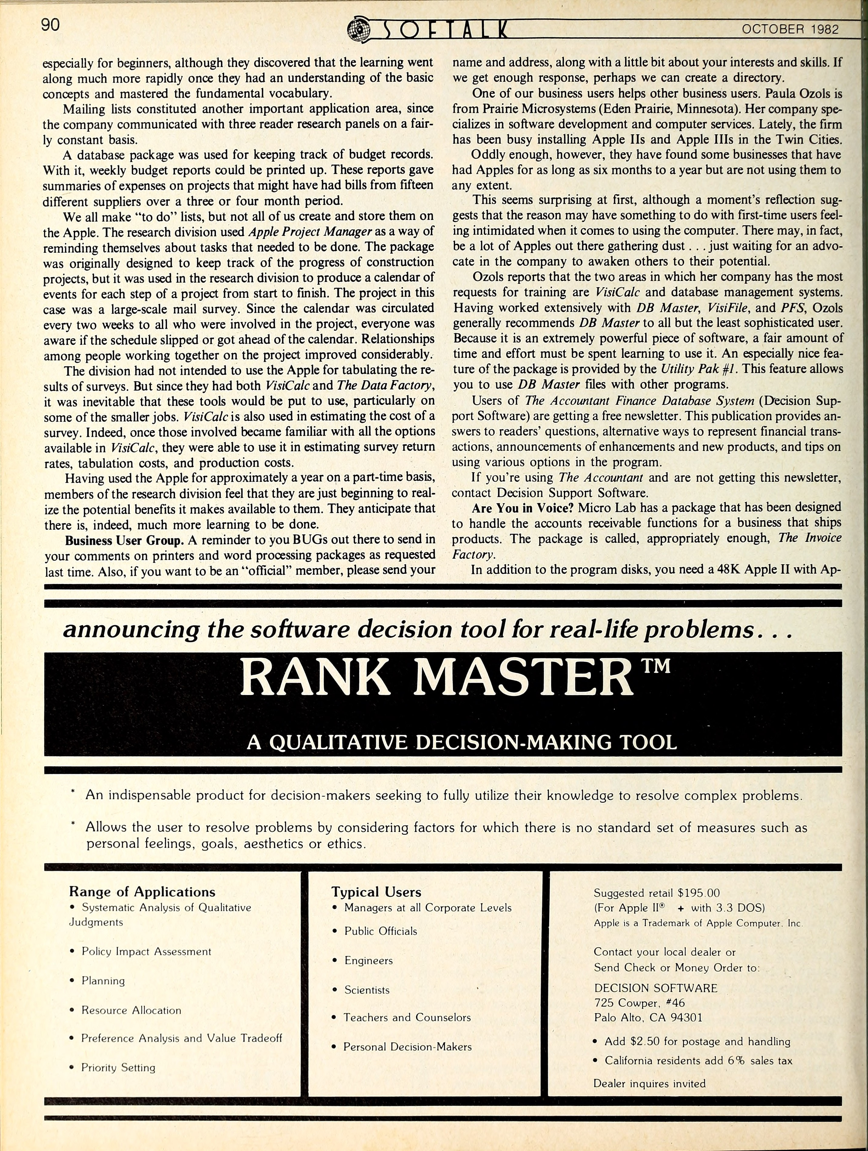 90
SOFTALK
OCTOBER 1982
especially for beginners, although they discovered that the learning went
along much more rapidly once they had an understanding of the basic
concepts and mastered the fundamental vocabulary.
Mailing lists constituted another important application area, since
the company communicated with three reader research panels on a fair-
ly constant basis.
A database package was used for keeping track of budget records.
With it, weekly budget reports could be printed up. These reports gave
summaries of expenses on projects that might have had bills from fifteen
different suppliers over a three or four month period.
We all make “to do” lists, but not all of us create and store them on
the Apple. The research division used Apple Project Manager as a way of
reminding themselves about tasks that needed to be done. The package
was originally designed to keep track of the progress of construction
projects, but it was used in the research division to produce a calendar of
events for each step of a project from start to finish. The project in this
case was a large-scale mail survey. Since the calendar was circulated
every two weeks to all who were involved in the project, everyone was
aware if the schedule slipped or got ahead of the calendar. Relationships
among people working together on the project improved considerably.
The division had not intended to use the Apple for tabulating the re-
sults of surveys. But since they had both VisiCalc and The Data Factory,
it was inevitable that these tools would be put to use, particularly on
some of the smaller jobs. VisiCalc is also used in estimating the cost of a
survey. Indeed, once those involved became familiar with all the options
available in VisiCalc, they were able to use it in estimating survey return
rates, tabulation costs, and production costs.
Having used the Apple for approximately a year on a part-time basis,
members of the research division feel that they are just beginning to real-
ize the potential benefits it makes available to them. They anticipate that
there is, indeed, much more learning to be done.
Business User Group. A reminder to you BUGs out there to send in
your comments on printers and word processing packages as requested
last time. Also, if you want to be an “official” member, please send your
name and address, along with a little bit about your interests and skills. If
we get enough response, perhaps we can create a directory.
One of our business users helps other business users. Paula Ozols is
from Prairie Microsystems (Eden Prairie, Minnesota). Her company spe-
cializes in software development and computer services. Lately, the firm
has been busy installing Apple IIs and Apple IIIs in the Twin Cities.
Oddly enough, however, they have found some businesses that have
had Apples for as long as six months to a year but are not using them to
any extent.
This seems surprising at first, although a moment's reflection sug-
gests that the reason may have something to do with first-time users feel-
ing intimidated when it comes to using the computer. There may, in fact,
be a lot of Apples out there gathering dust . . . just waiting for an advo-
cate in the company to awaken others to their potential.
Ozols reports that the two areas in which her company has the most
requests for training are VisiCalc and database management systems.
Having worked extensively with DB Master, VisiFile, and PFS, Ozols
generally recommends DB Master to all but the least sophisticated user.
Because it is an extremely powerful piece of software, a fair amount of
time and effort must be spent learning to use it. An especially nice fea-
ture of the package is provided by the Utility Pak #1. This feature allows
you to use DB Master files with other programs.
Users of The Accountant Finance Database System (Decision Sup-
port Software) are getting a free newsletter. This publication provides an-
swers to readers' questions, alternative ways to represent financial trans-
actions, announcements of enhancements and new products, and tips on
using various options in the program.
If you're using The Accountant and are not getting this newsletter,
contact Decision Support Software.
Are You in Voice? Micro Lab has a package that has been designed
to handle the accounts receivable functions for a business that ships
products. The package is called, appropriately enough, The Invoice
Factory.
In addition to the program disks, you need a 48K Apple II with Ap-
announcing the software decision tool for real-life problems. . .
RANK MASTER™
A QUALITATIVE DECISION-MAKING TOOL
* An indispensable product for decision-makers seeking to fully utilize their knowledge to resolve complex problems.
* Allows the user to resolve problems by considering factors for which there is no standard set of measures such as
personal feelings, goals, aesthetics or ethics.
Range of Applications
• Systematic Analysis of Qualitative
Judgments
• Policy Impact Assessment
• Planning
• Resource Allocation
• Preference Analysis and Value Tradeoff
• Priority Setting
Typical Users
• Managers at all Corporate Levels
• Public Officials
• Engineers
• Scientists
• Teachers and Counselors
• Personal Decision-Makers
Suggested retail $195.00
(For Apple II® + with 3.3 DOS)
Apple is a Trademark of Apple Computer, Inc
Contact your local dealer or
Send Check or Money Order to:
DECISION SOFTWARE
725 Cowper, #46
Palo Alto, CA 94301
• Add $2.50 for postage and handling
• California residents add 6% sales tax
Dealer inquires invited